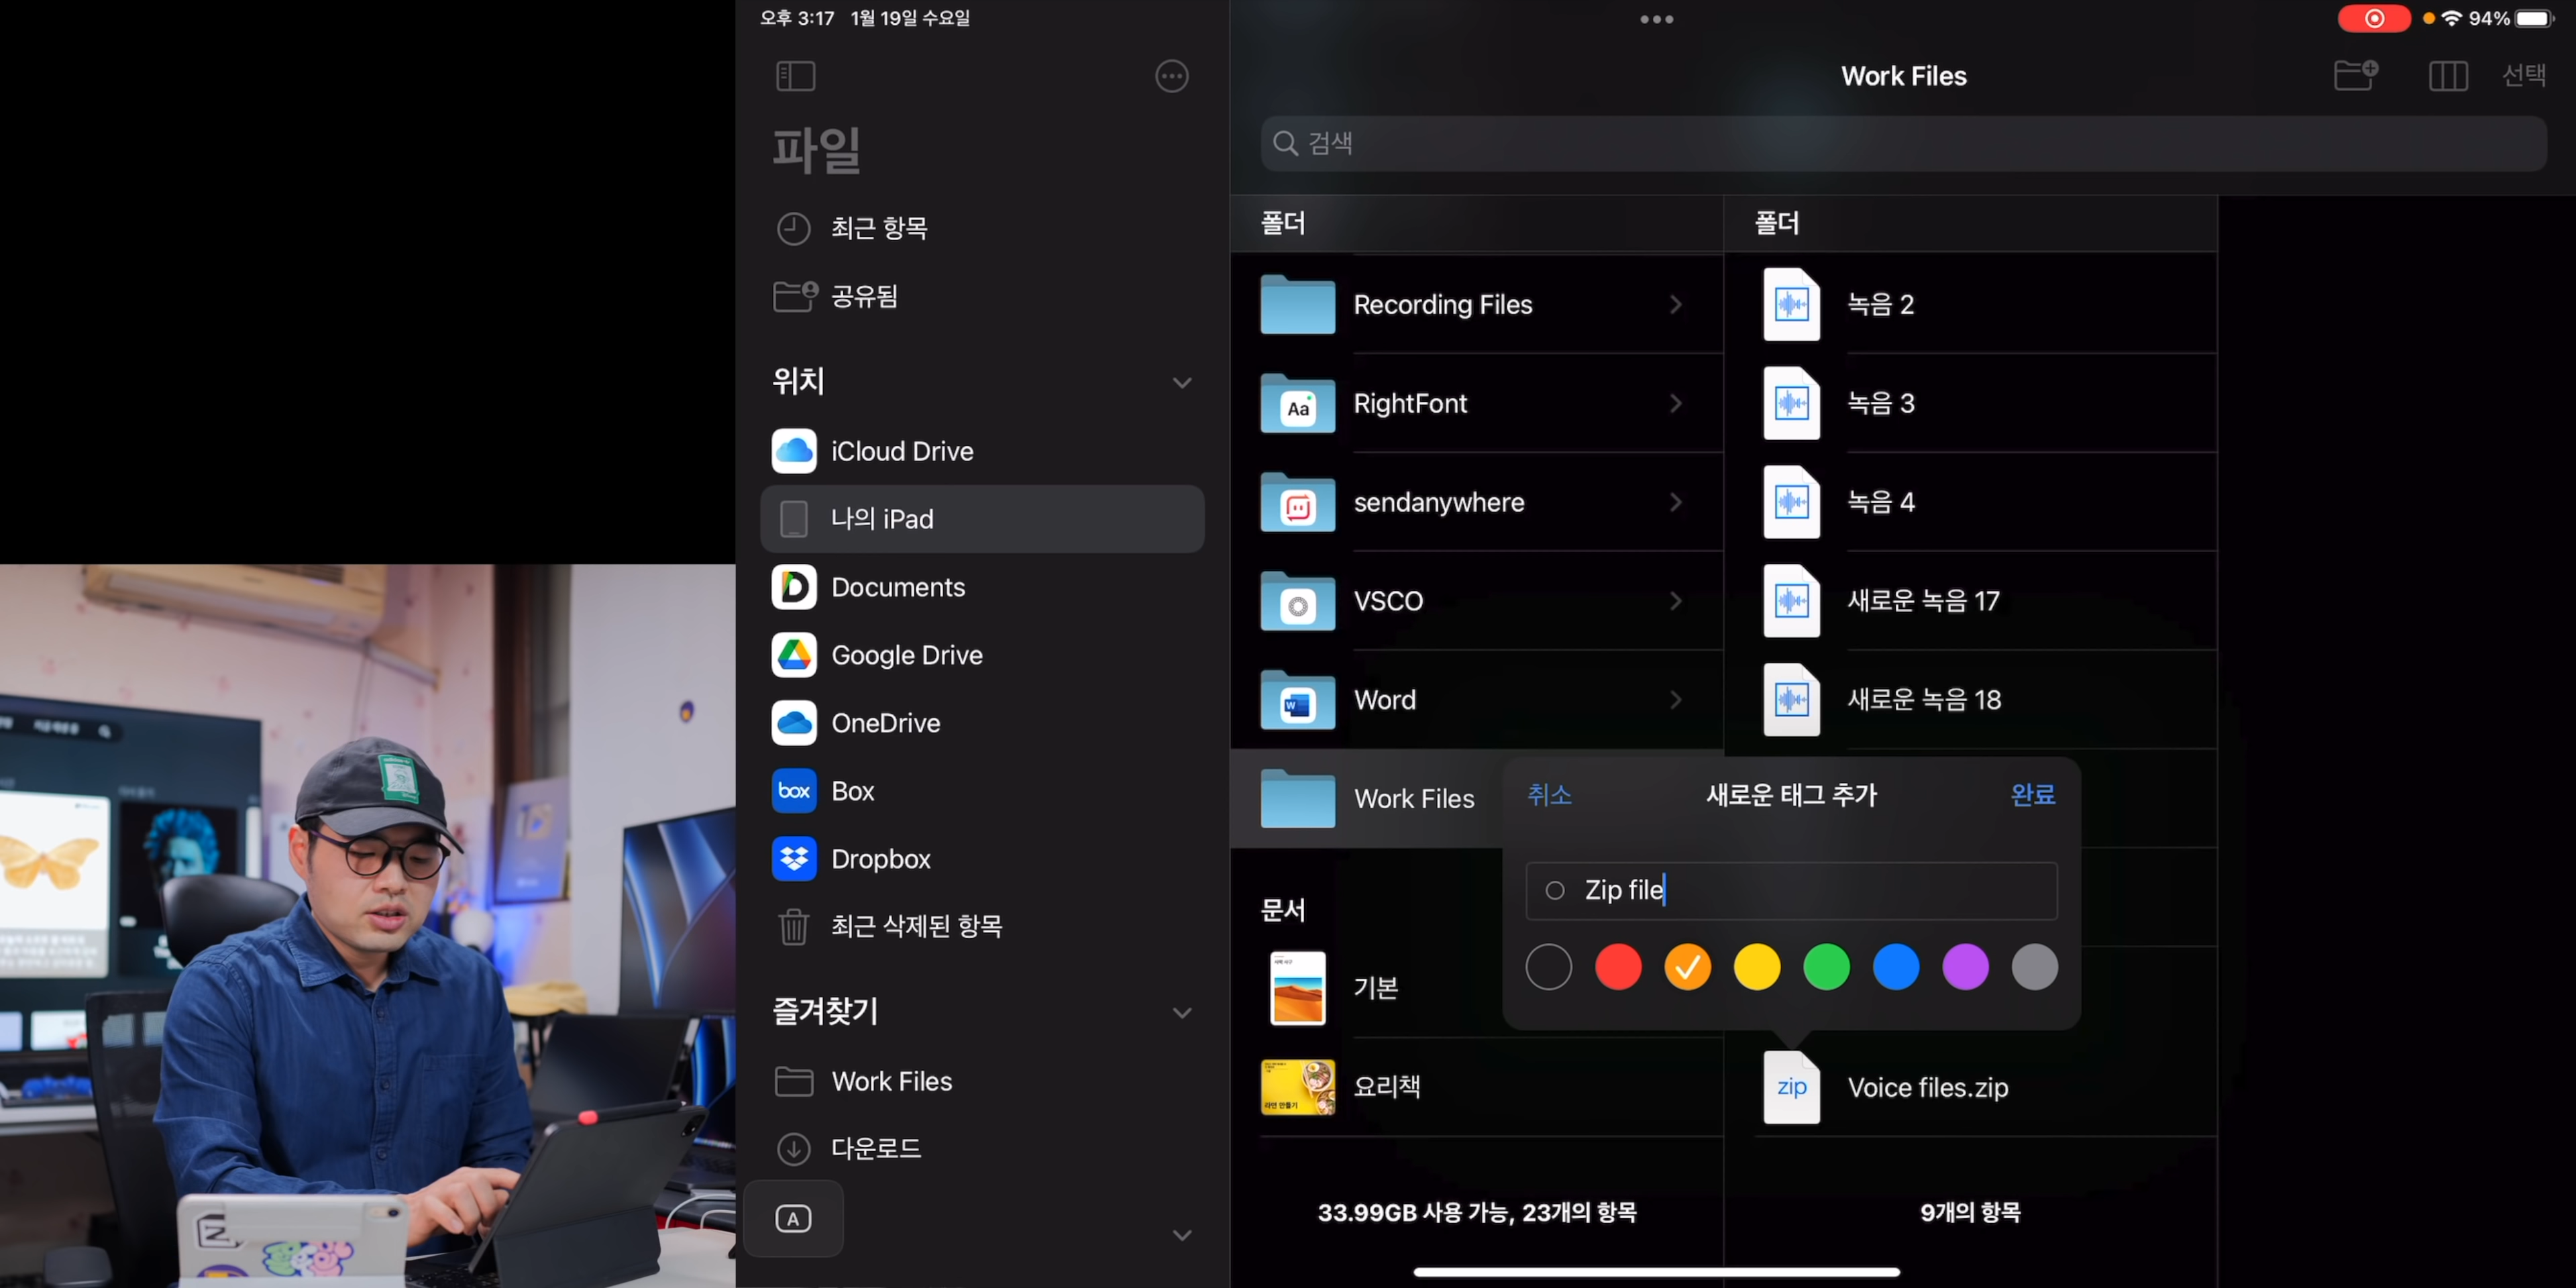 오후 3:17 1월 19일 수요일
94%
파일
최근 항목
공유됨
위치
iCloud Drive
나의 iPad
Documents
Google Drive
OneDrive
box
Box
Dropbox
최근 삭제된 항목
즐겨찾기
Work Files
다운로드
A
Work Files
선택
검색
폴더
Recording Files
Aa
RightFont
sendanywhere
VSCO
W
Word
Work Files
문서
기본
라면 만들기
요리책
33.99GB 사용 가능, 23개의 항목
폴더
녹음 2
녹음 3
녹음 4
새로운 녹음 17
새로운 녹음 18
취소
새로운 태그 추가
완료
Zip file
zip
Voice files.zip
9개의 항목